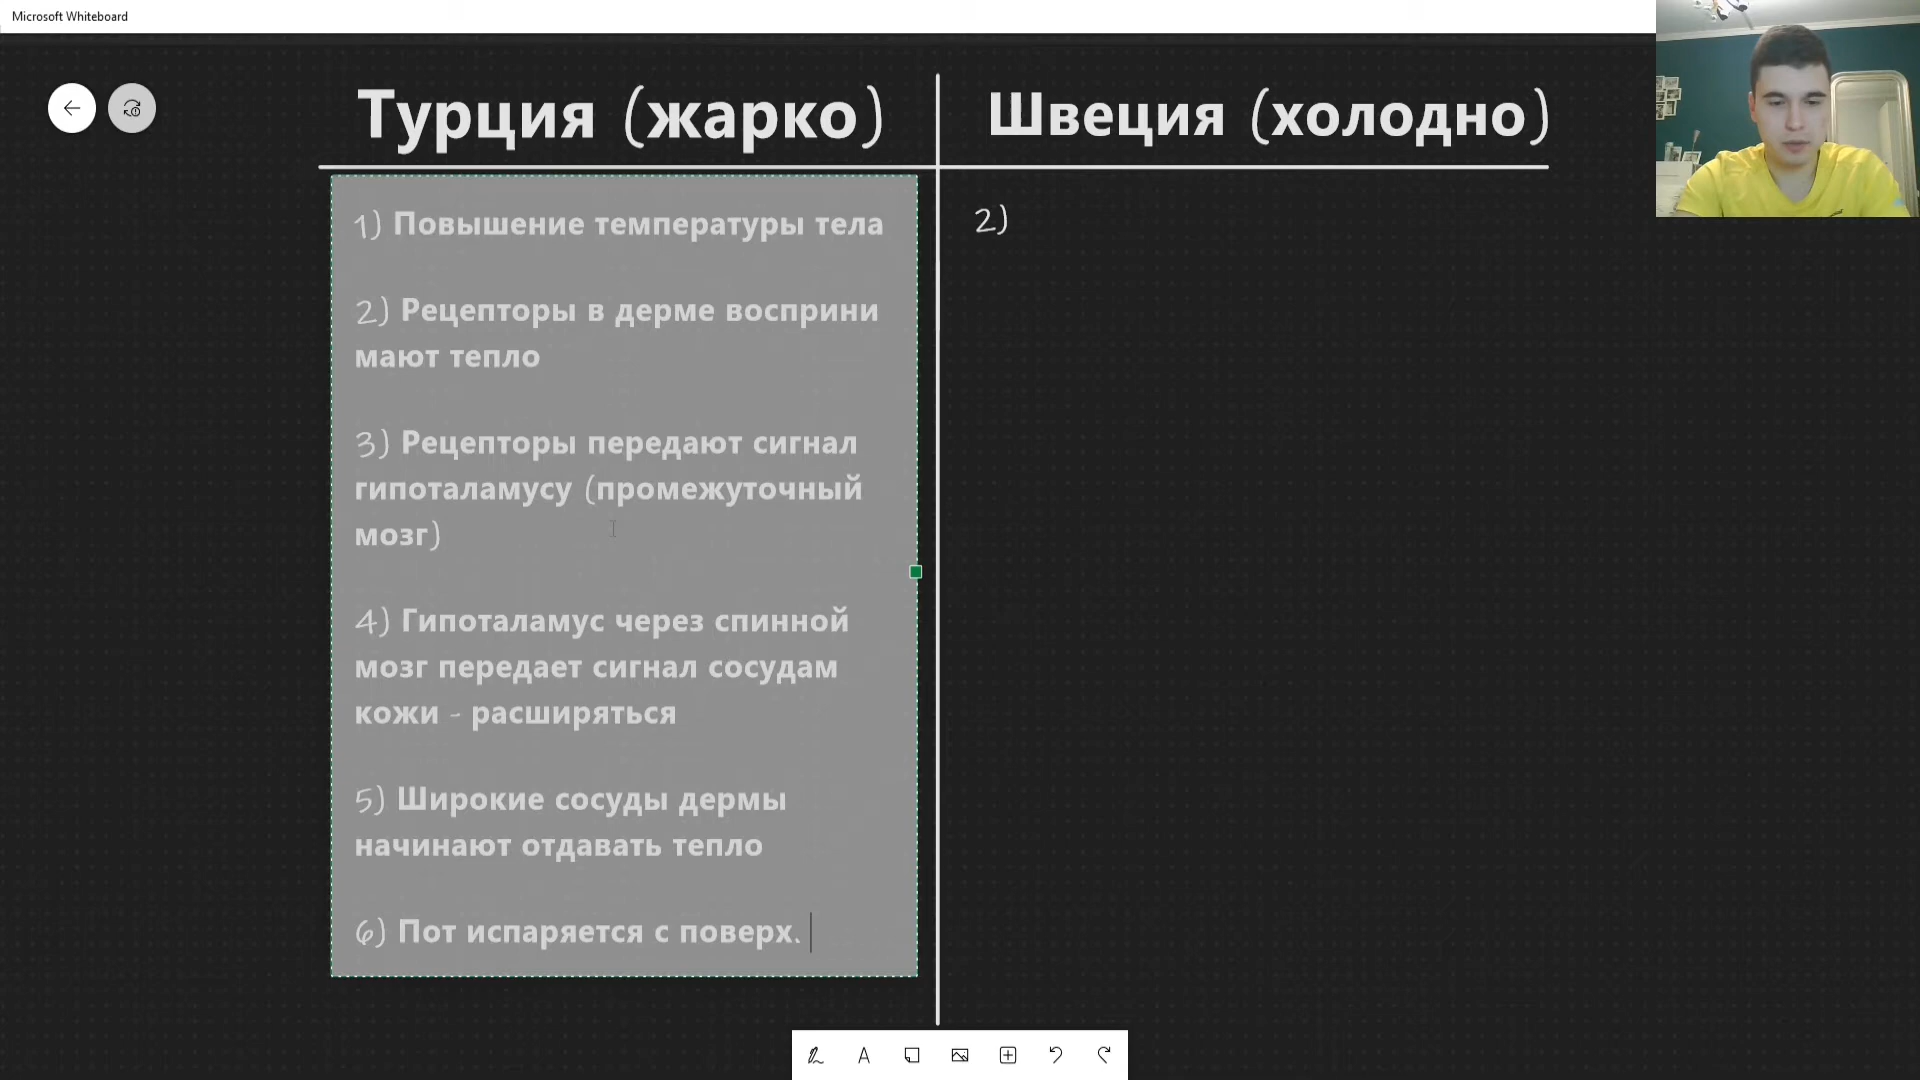 Microsoft Whiteboard
Турция (жарко)
Швеция (холодно)
1) Повышение температуры тела
2) Рецепторы в дерме восприни
мают тепло
3) Рецепторы передают сигнал
гипоталамусу (промежуточный
мозг)
4) Гипоталамус через спинной
мозг передает сигнал сосудам
кожи - расширяться
5) Широкие сосуды дермы
начинают отдавать тепло
6) Пот испаряется с поверх.
2)